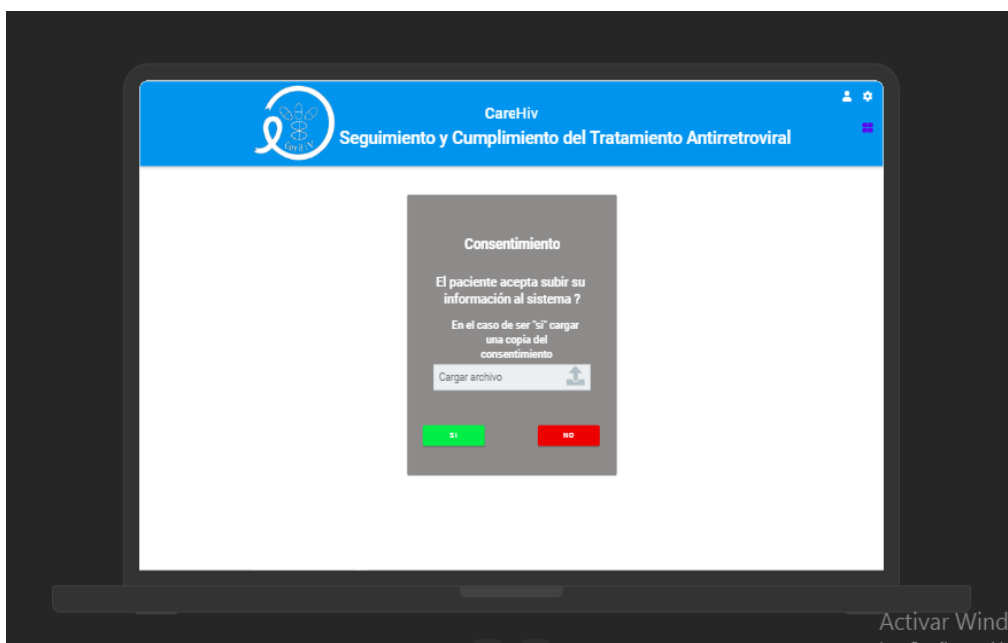 CareHiv
Seguimiento y Cumplimiento del Tratamiento Antirretroviral
Consentimiento
El paciente acepta subir su
información al sistema ?
En el caso de ser "si" cargar
una copia del
consentimiento
Cargar archivo
SI
NO
Activar Wind